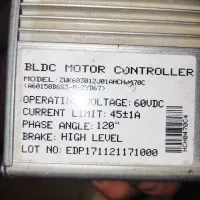 BLDC MOTOR CONTROLLER
OPERATING VOLTAGE: 60VDC
CURRENT LIMIT: 45±1A
PHASE ANGLE: 120°
BRAKE: HIGH LEVEL
LOT NO: EDP171121171000